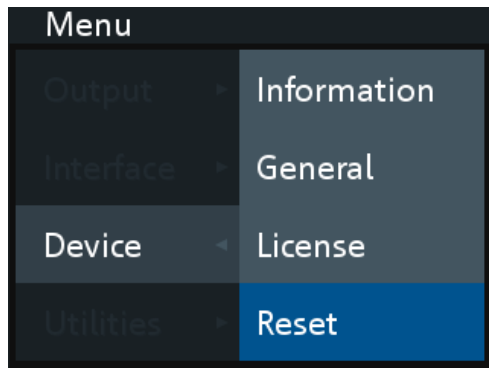 Menu
Output
Information
Interface
General
Device
License
Utilities
Reset